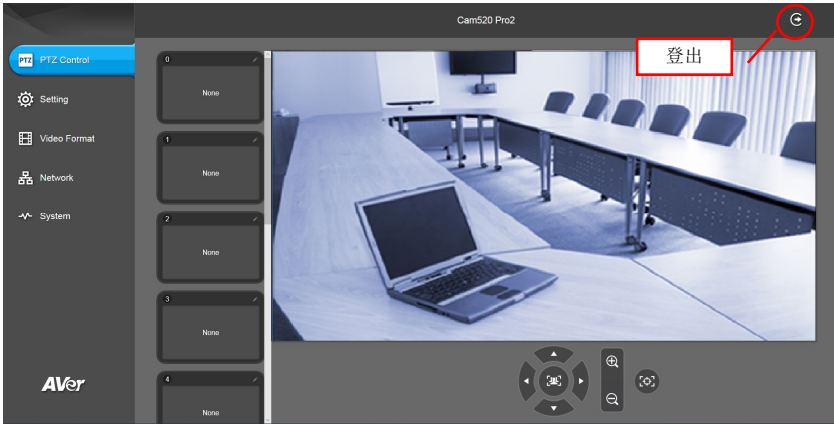 Cam520 Pro2
登出
PTZ PTZ Control
Setting
Video Format
Network
System
AVer
0
None
1
None
2
None
3
None
4
None